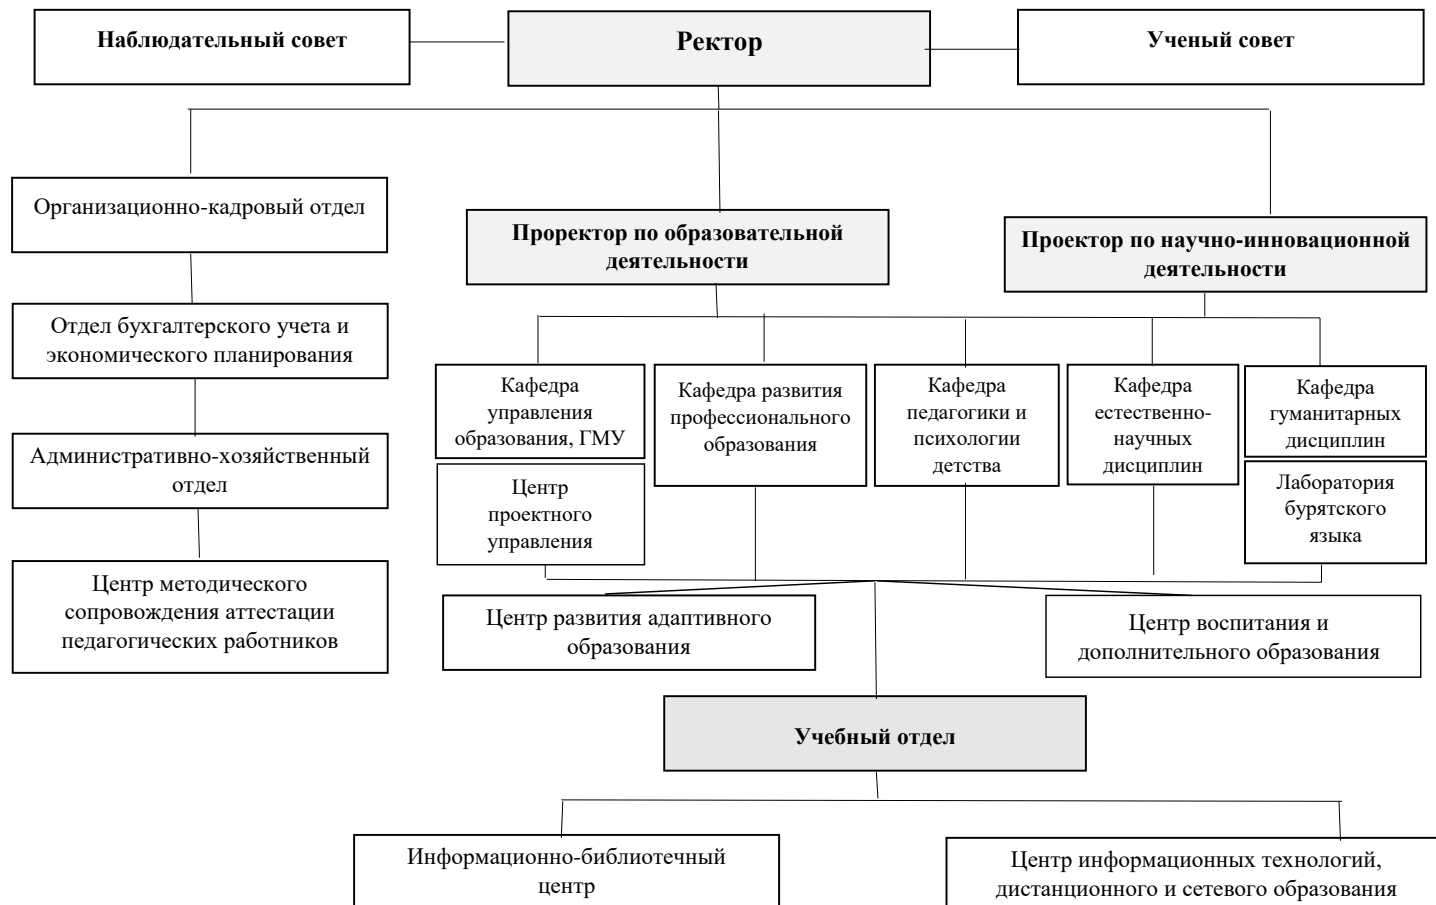 Наблюдательный совет
Ректор
Ученый совет
Организационно-кадровый отдел
Проректор по образовательной
деятельности
Проектор по научно-инновационной
деятельности
Отдел бухгалтерского учета и
экономического планирования
Кафедра
управления
образования, ГМУ
Кафедра развития
профессионального
образования
Кафедра
педагогики и
психологии
детства
Кафедра
естественно-
научных
дисциплин
Кафедра
гуманитарных
дисциплин
Административно-хозяйственный
отдел
Центр
проектного
управления
Лаборатория
бурятского
языка
Центр методического
сопровождения аттестации
педагогических работников
Центр развития адаптивного
образования
Центр воспитания и
дополнительного образования
Учебный отдел
Информационно-библиотечный
центр
Центр информационных технологий,
дистанционного и сетевого образования